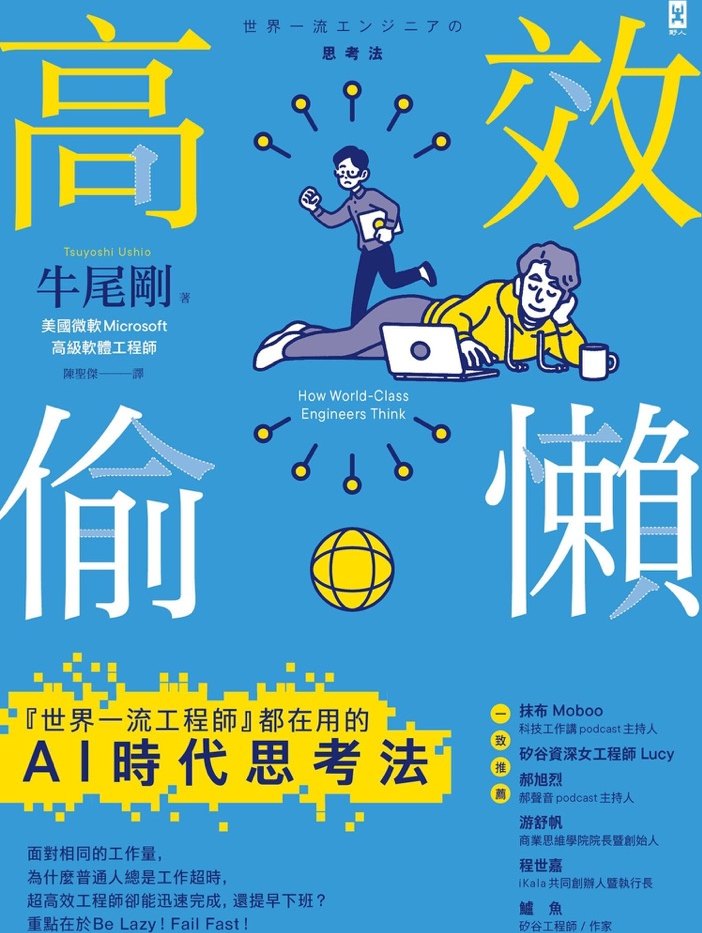 世界一流エンジニアの
思考法
野人
高效
Tsuyoshi Ushio
牛尾剛 著
美國微軟Microsoft
高級軟體工程師
陳聖傑──譯
How World-Class
Engineers Think
偷懶
『世界一流工程師』都在用的
AI時代思考法
面對相同的工作量,
為什麼普通人總是工作超時,
超高效工程師卻能迅速完成, 還提早下班?
重點在於Be Lazy! Fail Fast!
一致推薦
抹布 Moboo
科技工作講 podcast 主持人
矽谷資深女工程師 Lucy
郝旭烈
郝聲音 podcast 主持人
游舒帆
商業思維學院院長暨創始人
程世嘉
iKala 共同創辦人暨執行長
鱸魚
矽谷工程師 / 作家